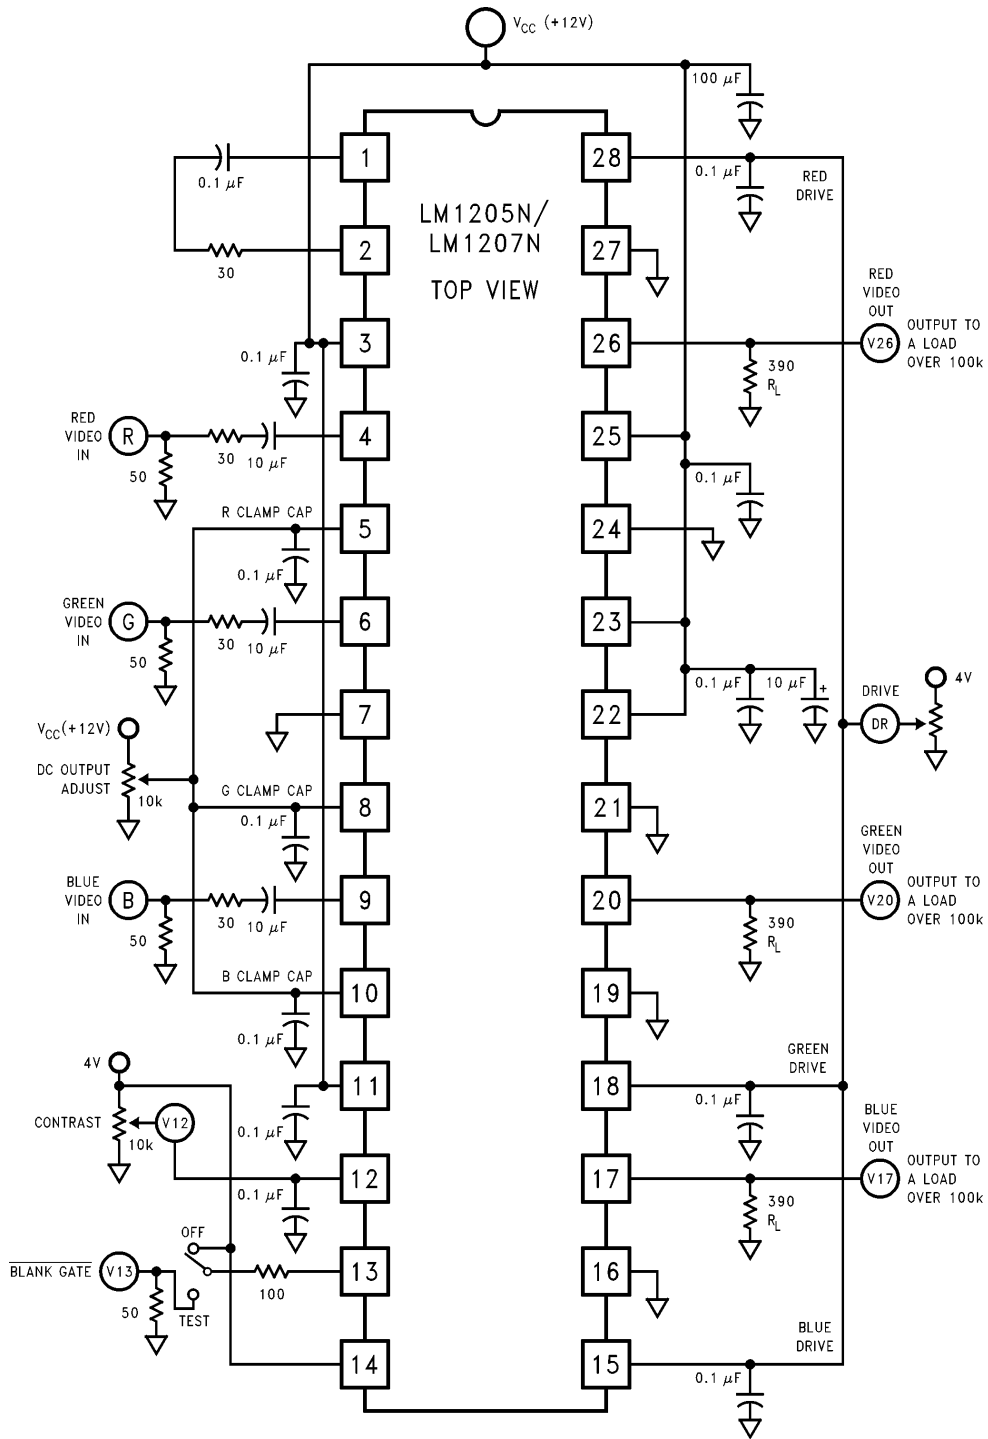 V_CC (+12V)
100 μF
1
0.1 μF
28
0.1 μF
RED
DRIVE
LM1205N/
LM1207N
TOP VIEW
2
30
27
RED
VIDEO
OUT
3
0.1 μF
26
V26
OUTPUT TO
A LOAD
OVER 100k
390
R_L
RED
VIDEO
IN
R
50
30
10 μF
4
25
0.1 μF
R CLAMP CAP
5
0.1 μF
24
GREEN
VIDEO
IN
G
50
30
10 μF
6
23
0.1 μF
10 μF
+
7
22
DRIVE
DR
4V
V_CC(+12V)
DC OUTPUT
ADJUST
10k
G CLAMP CAP
0.1 μF
8
21
GREEN
VIDEO
OUT
BLUE
VIDEO
IN
B
50
30
10 μF
9
20
V20
OUTPUT TO
A LOAD
OVER 100k
390
R_L
B CLAMP CAP
10
0.1 μF
19
4V
GREEN
DRIVE
11
0.1 μF
18
0.1 μF
CONTRAST
10k
V12
BLUE
VIDEO
OUT
12
0.1 μF
17
V17
OUTPUT TO
A LOAD
OVER 100k
390
R_L
OFF
BLANK GATE
V13
50
TEST
100
13
16
BLUE
DRIVE
14
15
0.1 μF